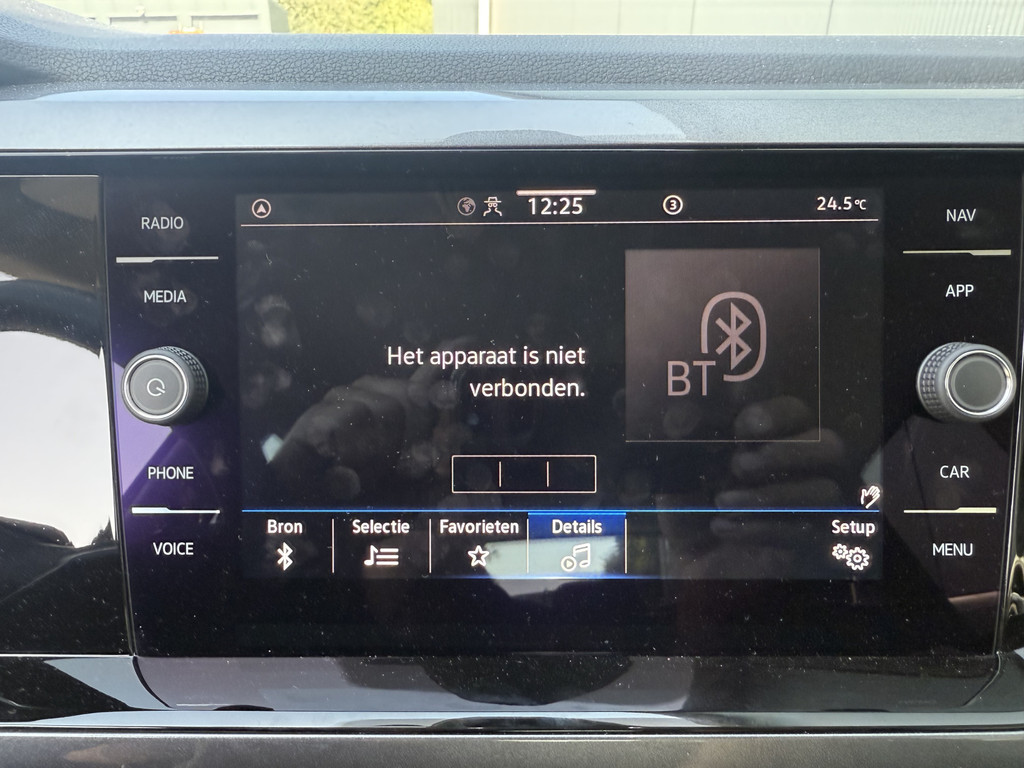 RADIO
MEDIA
PHONE
VOICE
12:25
3
24.5°C
Het apparaat is niet
verbonden.
BT
Bron
Selectie
Favorieten
Details
Setup
NAV
APP
CAR
MENU